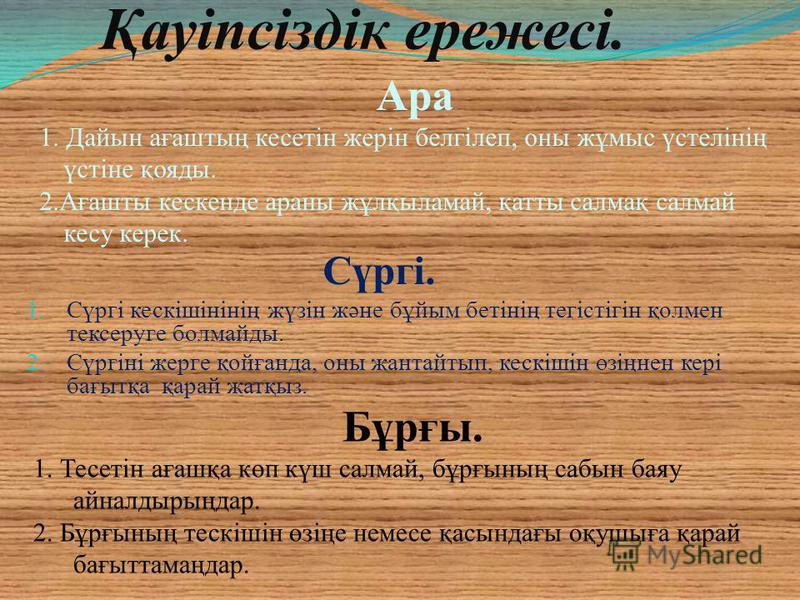 Қауіпсіздік ережесі.
Ара
1. Дайын ағаштың кесетін жерін белгілеп, оны жұмыс үстелінің
үстіне қояды.
2.Ағашты кескенде араны жұлқыламай, қатты салмақ салмай
кесу керек.
Сүргі.
1. Сүргі кескішінінің жүзін және бұйым бетінің тегістігін қолмен
тексеруге болмайды.
2. Сүргіні жерге қойғанда, оны жантайтып, кескішін өзіңнен кері
бағытқа қарай жатқыз.
Бұрғы.
1. Тесетін ағашқа көп күш салмай, бұрғының сабын баяу
айналдырыңдар.
2. Бұрғының тескішін өзіңе немесе қасындағы оқушыға қарай
бағыттамаңдар.
MyShared